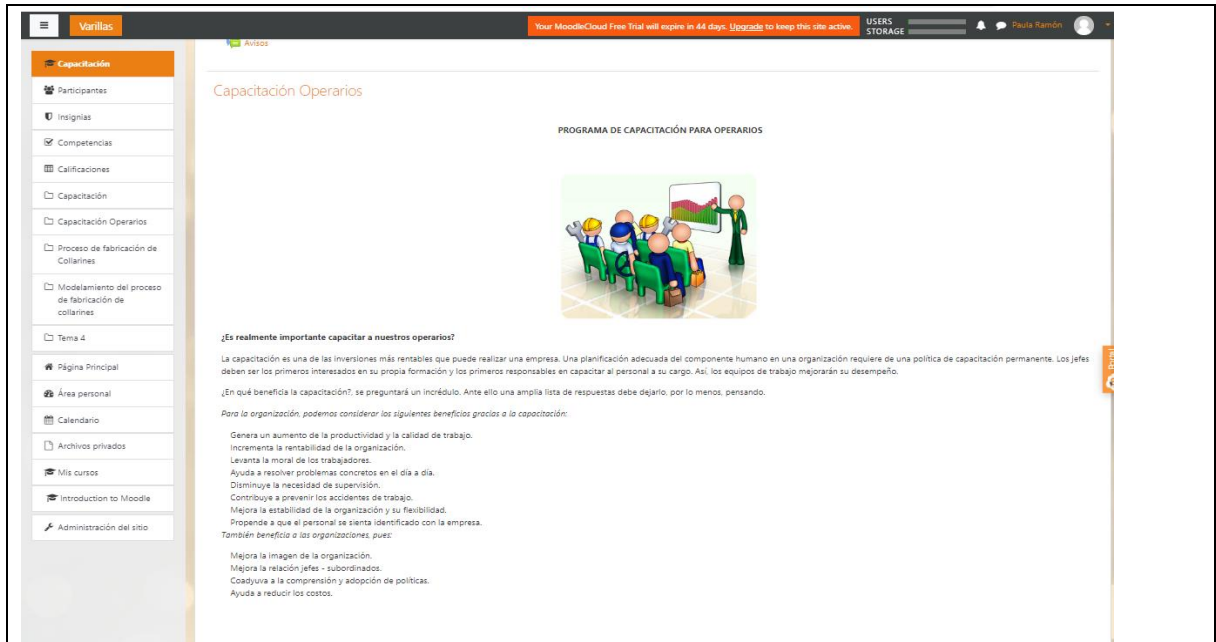 Varillas
Your MoodleCloud Free Trial will expire in 44 days. Upgrade to keep this site active.
USERS
STORAGE
Paula Ramón
Avisos
Capacitación
Participantes
Insignias
Competencias
Calificaciones
Capacitación
Capacitación Operarios
Proceso de fabricación de
Collarines
Modelamiento del proceso
de fabricación de
collarines
Tema 4
Página Principal
Área personal
Calendario
Archivos privados
Mis cursos
Introduction to Moodle
Administración del sitio
Capacitación Operarios
PROGRAMA DE CAPACITACIÓN PARA OPERARIOS
¿Es realmente importante capacitar a nuestros operarios?
La capacitación es una de las inversiones más rentables que puede realizar una empresa. Una planificación adecuada del componente humano en una organización requiere de una política de capacitación permanente. Los jefes
deben ser los primeros interesados en su propia formación y los primeros responsables en capacitar al personal a su cargo. Así, los equipos de trabajo mejorarán su desempeño.
¿En qué beneficia la capacitación?, se preguntará un incrédulo. Ante ello una amplia lista de respuestas debe dejarlo, por lo menos, pensando.
Para la organización, podemos considerar los siguientes beneficios gracias a la capacitación:
Genera un aumento de la productividad y la calidad de trabajo.
Incrementa la rentabilidad de la organización.
Levanta la moral de los trabajadores.
Ayuda a resolver problemas concretos en el día a día.
Disminuye la necesidad de supervisión.
Contribuye a prevenir los accidentes de trabajo.
Mejora la estabilidad de la organización y su flexibilidad.
Propende a que el personal se sienta identificado con la empresa.
También beneficia a las organizaciones, pues:
Mejora la imagen de la organización.
Mejora la relación jefes - subordinados.
Coadyuva a la comprensión y adopción de políticas.
Ayuda a reducir los costos.